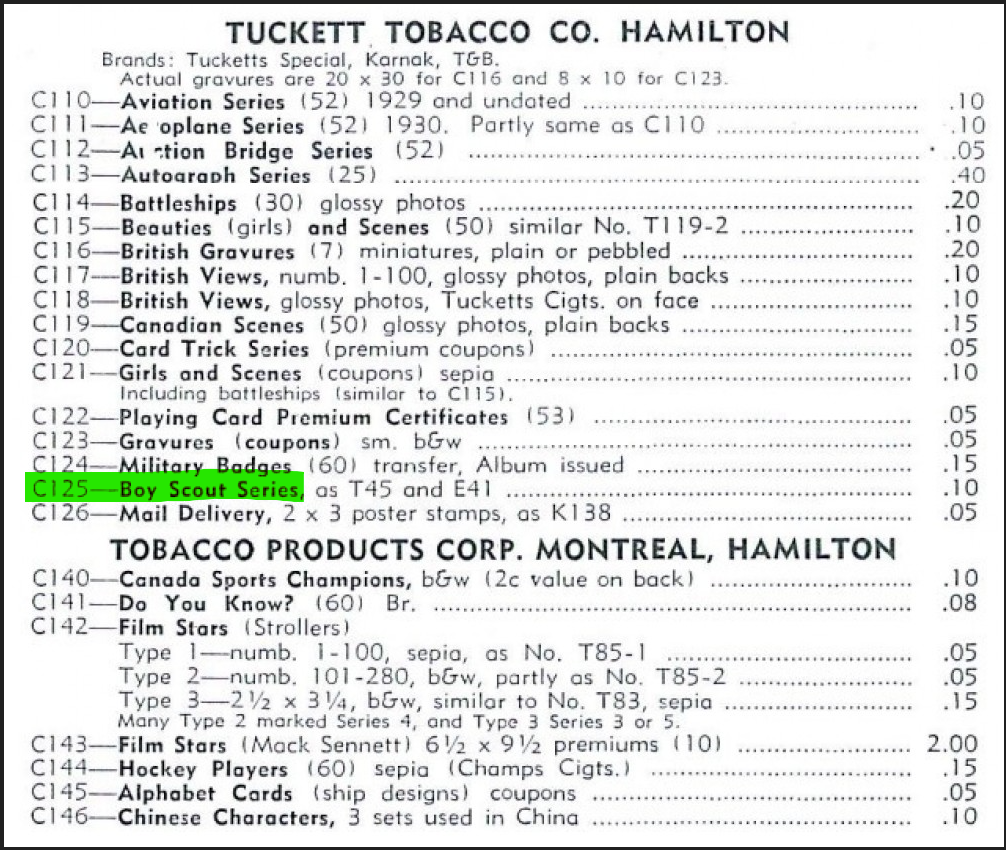 TUCKETT TOBACCO CO. HAMILTON
Brands: Tucketts Special, Karnak, T&B.
Actual gravures are 20 x 30 for C116 and 8 x 10 for C123.
C110—Aviation Series (52) 1929 and undated .10
C111—Ae oplane Series (52) 1930. Partly same as C110 .10
C112—Auction Bridge Series (52) .05
C113—Autograph Series (25) .40
C114—Battleships (30) glossy photos .20
C115—Beauties (girls) and Scenes (50) similar No. T119-2 .10
C116—British Gravures (7) miniatures, plain or pebbled .20
C117—British Views, numb. 1-100, glossy photos, plain backs .10
C118—British Views, glossy photos, Tucketts Cigts. on face .10
C119—Canadian Scenes (50) glossy photos, plain backs .15
C120—Card Trick Series (premium coupons) .05
C121—Girls and Scenes (coupons) sepia .10
Including battleships (similar to C115).
C122—Playing Card Premium Certificates (53) .05
C123—Gravures (coupons) sm. b&w .05
C124—Military Badges (60) transfer, Album issued .15
C125—Boy Scout Series, as T45 and E41 .10
C126—Mail Delivery, 2 x 3 poster stamps, as K138 .05
TOBACCO PRODUCTS CORP. MONTREAL, HAMILTON
C140—Canada Sports Champions, b&w (2c value on back) .10
C141—Do You Know? (60) Br. .08
C142—Film Stars (Strollers)
Type 1—numb. 1-100, sepia, as No. T85-1 .05
Type 2—numb. 101-280, b&w, partly as No. T85-2 .05
Type 3—2½ x 3¼, b&w, similar to No. T83, sepia .15
Many Type 2 marked Series 4, and Type 3 Series 3 or 5.
C143—Film Stars (Mack Sennett) 6½ x 9½ premiums (10) 2.00
C144—Hockey Players (60) sepia (Champs Cigts.) .15
C145—Alphabet Cards (ship designs) coupons .05
C146—Chinese Characters, 3 sets used in China .10